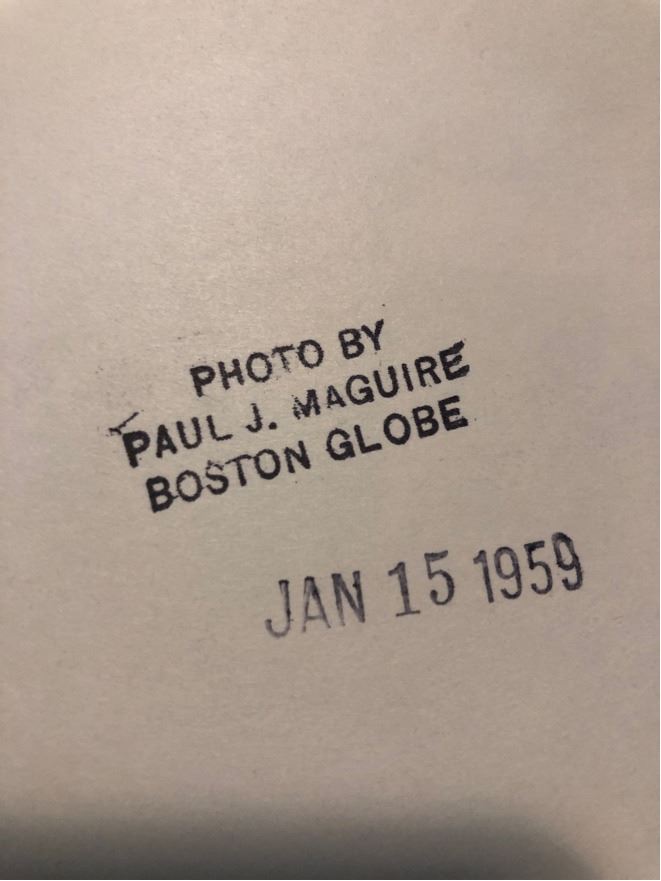 PHOTO BY
PAUL J. MAGUIRE
BOSTON GLOBE
JAN 15 1959